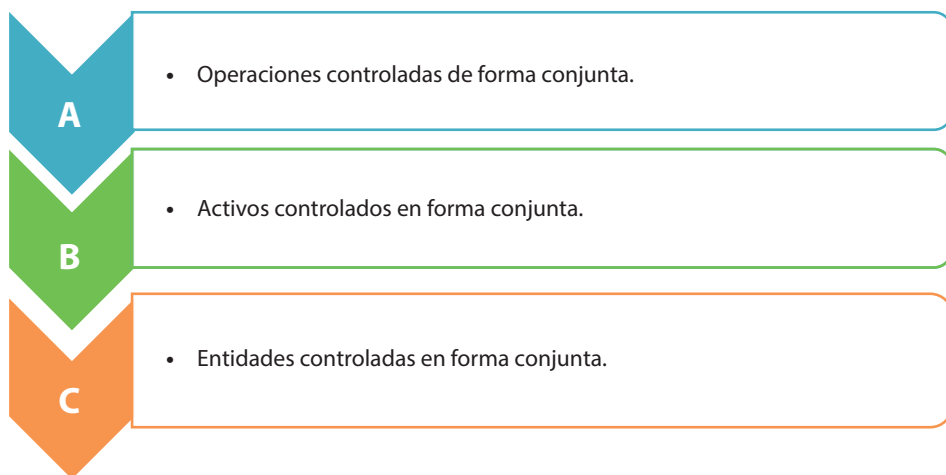 A
• Operaciones controladas de forma conjunta.
B
• Activos controlados en forma conjunta.
C
• Entidades controladas en forma conjunta.